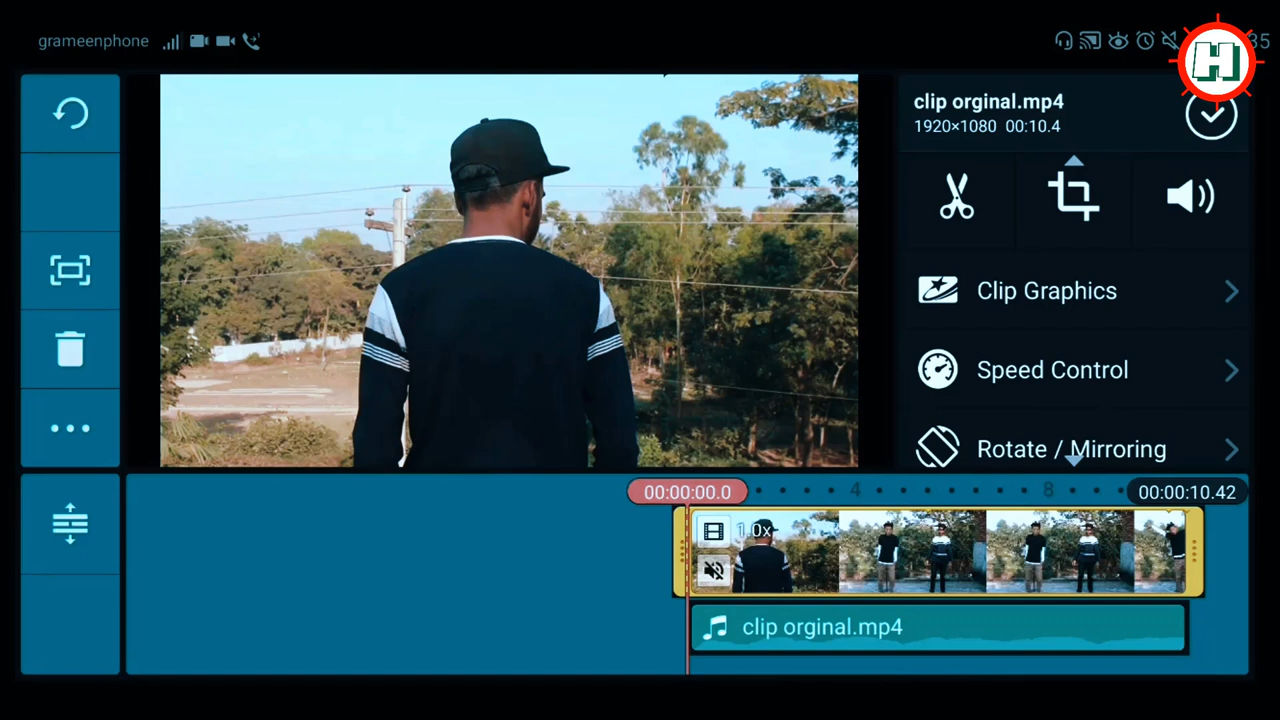 grameenphone
35
H
clip orginal.mp4
1920×1080 00:10.4
Clip Graphics
Speed Control
Rotate / Mirroring
00:00:00.0
4
8
00:00:10.42
1.0x
clip orginal.mp4